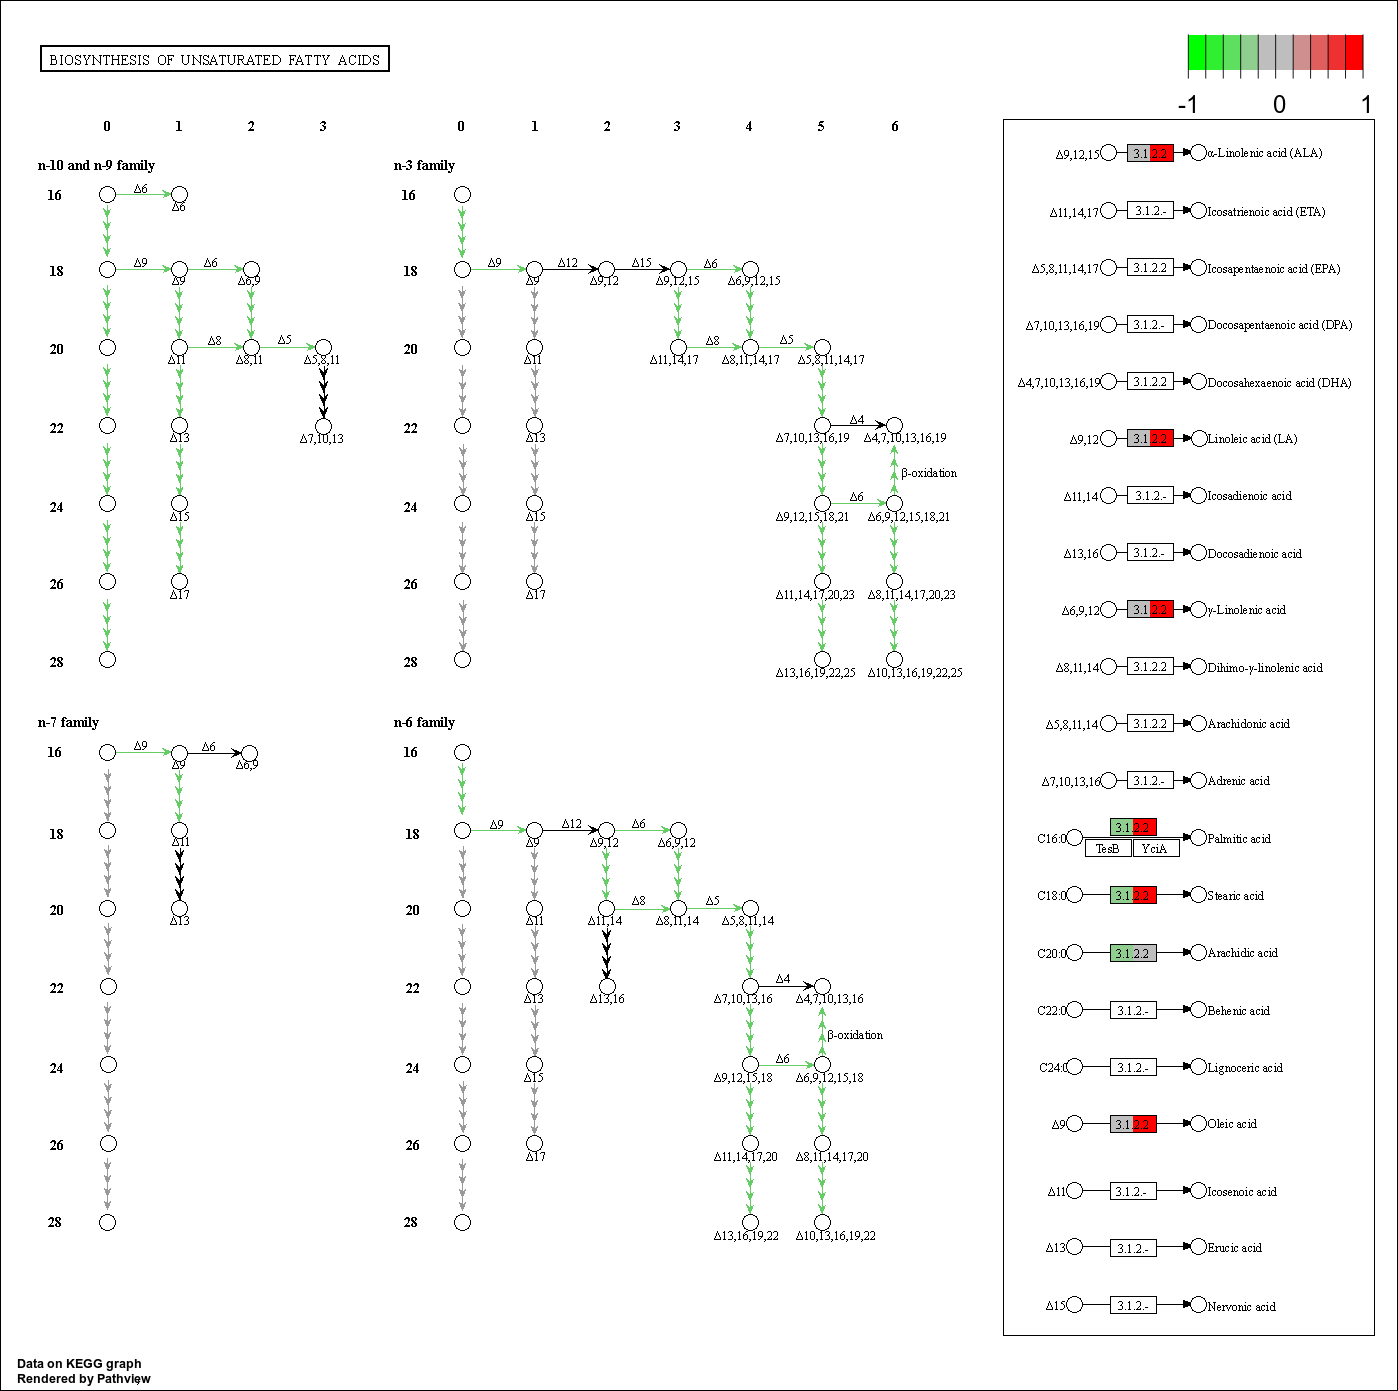 BIOSYNTHESIS OF UNSATURATED FATTY ACIDS
-1 0 1
0 1 2 3
n-10 and n-9 family
16 Δ6
Δ6
18 Δ9 Δ6
Δ9 Δ6,9
20 Δ8 Δ5
Δ11 Δ8,11 Δ5,8,11
22
Δ13 Δ7,10,13
24
Δ15
26
Δ17
28
0 1 2 3 4 5 6
n-3 family
16
18 Δ9 Δ12 Δ15 Δ6
Δ9 Δ9,12 Δ9,12,15 Δ6,9,12,15
20 Δ8 Δ5
Δ11 Δ11,14,17 Δ8,11,14,17 Δ5,8,11,14,17
22 Δ4
Δ13 Δ7,10,13,16,19 Δ4,7,10,13,16,19
β-oxidation
24 Δ6
Δ15 Δ9,12,15,18,21 Δ6,9,12,15,18,21
26
Δ17 Δ11,14,17,20,23 Δ8,11,14,17,20,23
28
Δ13,16,19,22,25 Δ10,13,16,19,22,25
n-7 family
16 Δ9 Δ6
Δ9 Δ6,9
18
Δ11
20
Δ13
22
24
26
28
n-6 family
16
18 Δ9 Δ12 Δ6
Δ9 Δ9,12 Δ6,9,12
20 Δ8 Δ5
Δ11 Δ11,14 Δ8,11,14 Δ5,8,11,14
22 Δ4
Δ13 Δ13,16 Δ7,10,13,16 Δ4,7,10,13,16
β-oxidation
24 Δ6
Δ15 Δ9,12,15,18 Δ6,9,12,15,18
26
Δ17 Δ11,14,17,20 Δ8,11,14,17,20
28
Δ13,16,19,22 Δ10,13,16,19,22
Δ9,12,15 3.1.2.2 α-Linolenic acid (ALA)
Δ11,14,17 3.1.2.- Icosatrienoic acid (ETA)
Δ5,8,11,14,17 3.1.2.2 Icosapentaenoic acid (EPA)
Δ7,10,13,16,19 3.1.2.- Docosapentaenoic acid (DPA)
Δ4,7,10,13,16,19 3.1.2.2 Docosahexaenoic acid (DHA)
Δ9,12 3.1.2.2 Linoleic acid (LA)
Δ11,14 3.1.2.- Icosadienoic acid
Δ13,16 3.1.2.- Docosadienoic acid
Δ6,9,12 3.1.2.2 γ-Linolenic acid
Δ8,11,14 3.1.2.2 Dihimo-γ-linolenic acid
Δ5,8,11,14 3.1.2.2 Arachidonic acid
Δ7,10,13,16 3.1.2.- Adrenic acid
3.1.2.2
C16:0 Palmitic acid
TesB YciA
C18:0 3.1.2.2 Stearic acid
C20:0 3.1.2.2 Arachidic acid
C22:0 3.1.2.- Behenic acid
C24:0 3.1.2.- Lignoceric acid
Δ9 3.1.2.2 Oleic acid
Δ11 3.1.2.- Icosenoic acid
Δ13 3.1.2.- Erucic acid
Δ15 3.1.2.- Nervonic acid
Data on KEGG graph
Rendered by Pathview